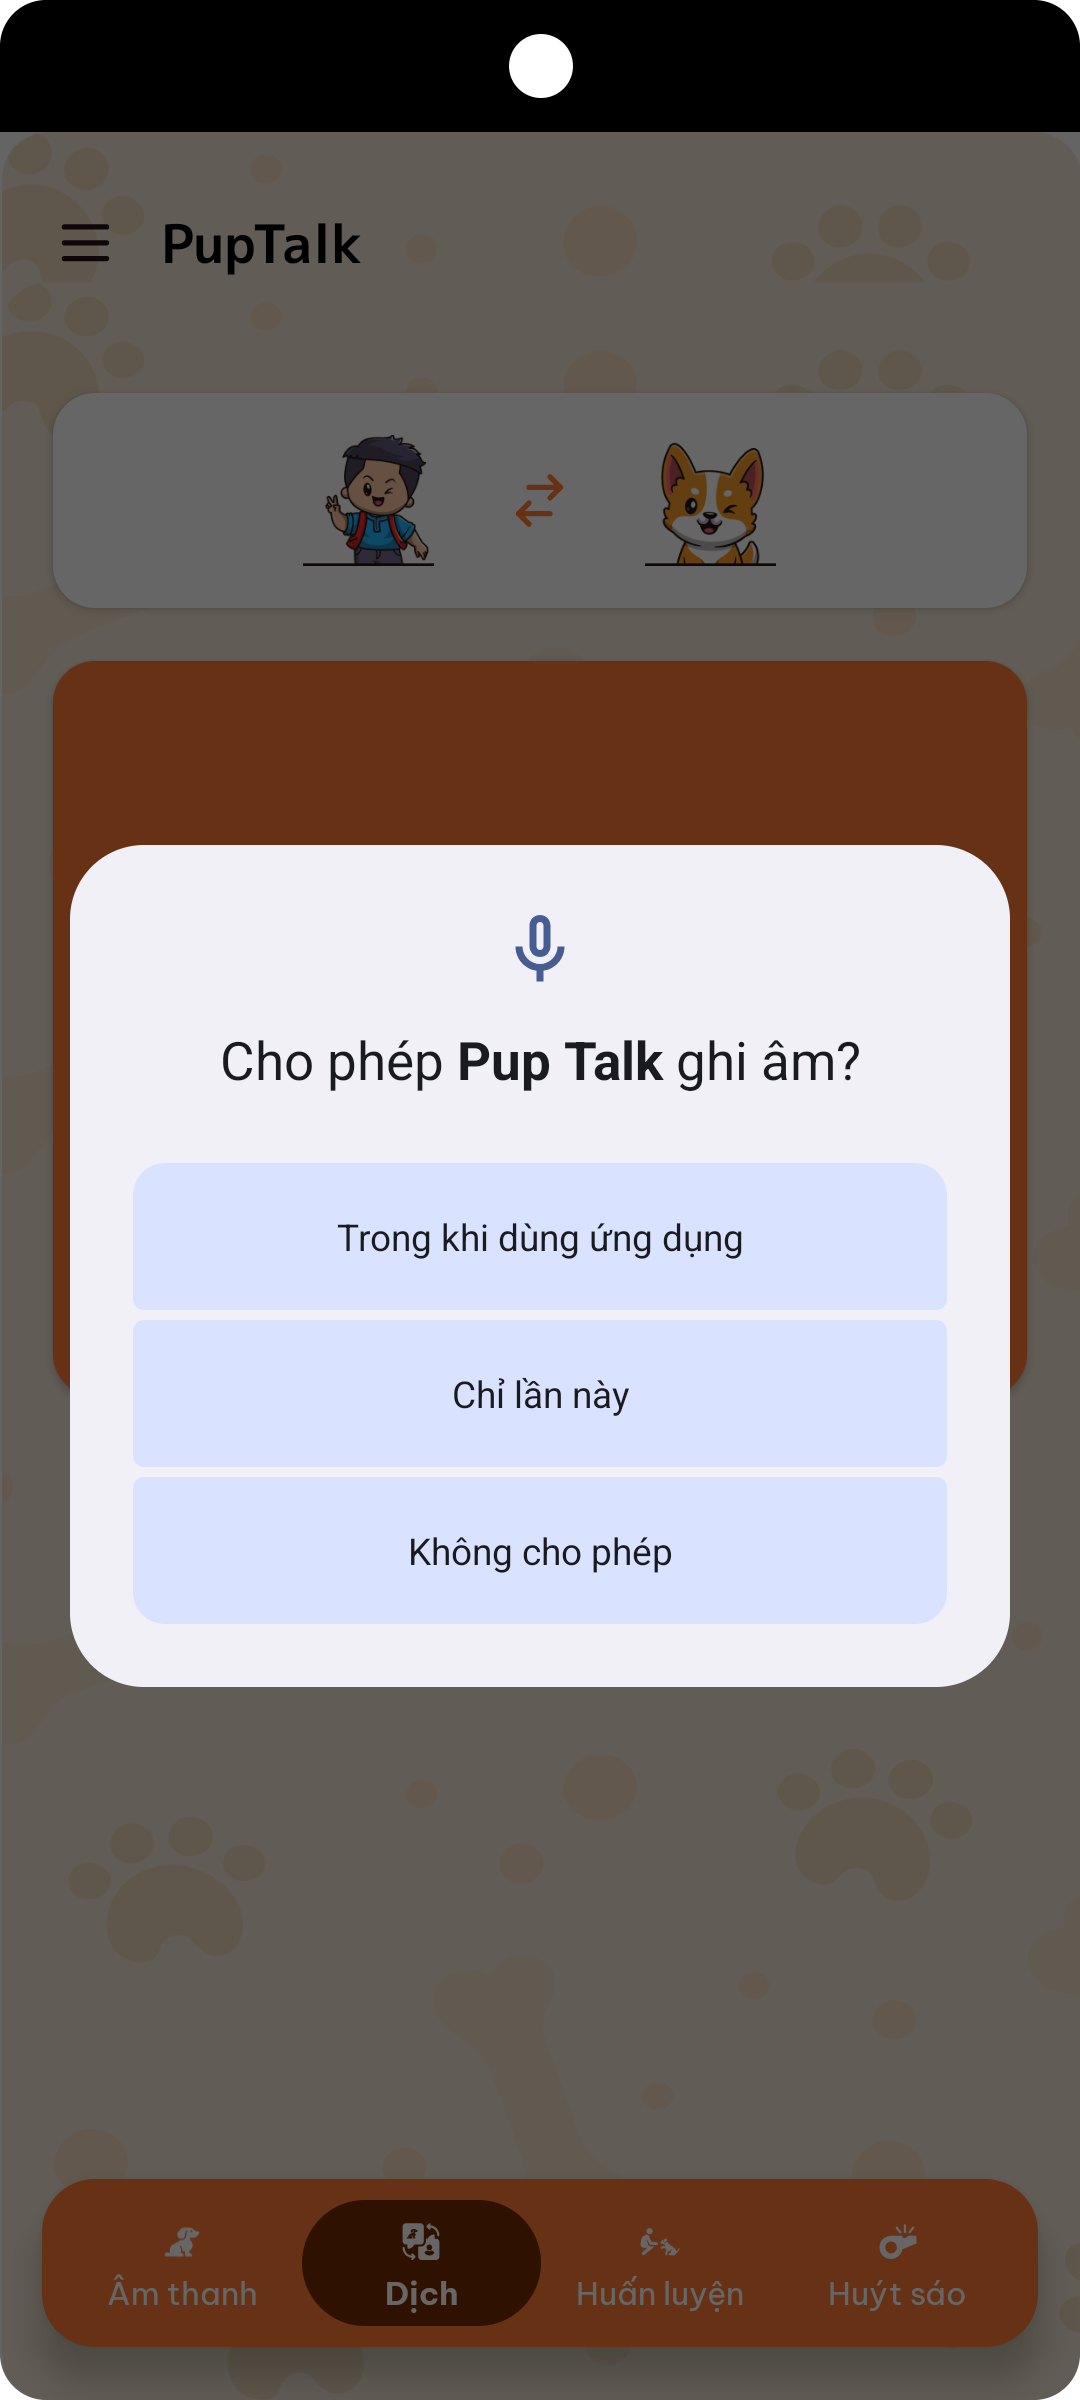 PupTalk
Cho phép Pup Talk ghi âm?
Trong khi dùng ứng dụng
Chỉ lần này
Không cho phép
Âm thanh
Dịch
Huấn luyện
Huýt sáo